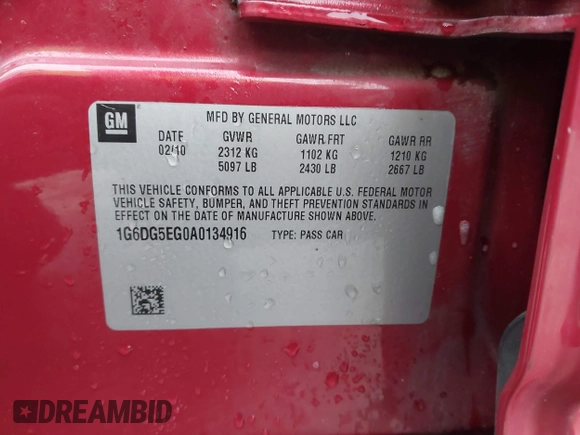 GM
MFD BY GENERAL MOTORS LLC
DATE GVWR GAWR FRT GAWR RR
02/10 2312 KG 1102 KG 1210 KG
5097 LB 2430 LB 2667 LB
THIS VEHICLE CONFORMS TO ALL APPLICABLE U.S. FEDERAL MOTOR
VEHICLE SAFETY, BUMPER, AND THEFT PREVENTION STANDARDS IN
EFFECT ON THE DATE OF MANUFACTURE SHOWN ABOVE.
1G6DG5EG0A0134916 TYPE: PASS CAR
DREAMBID